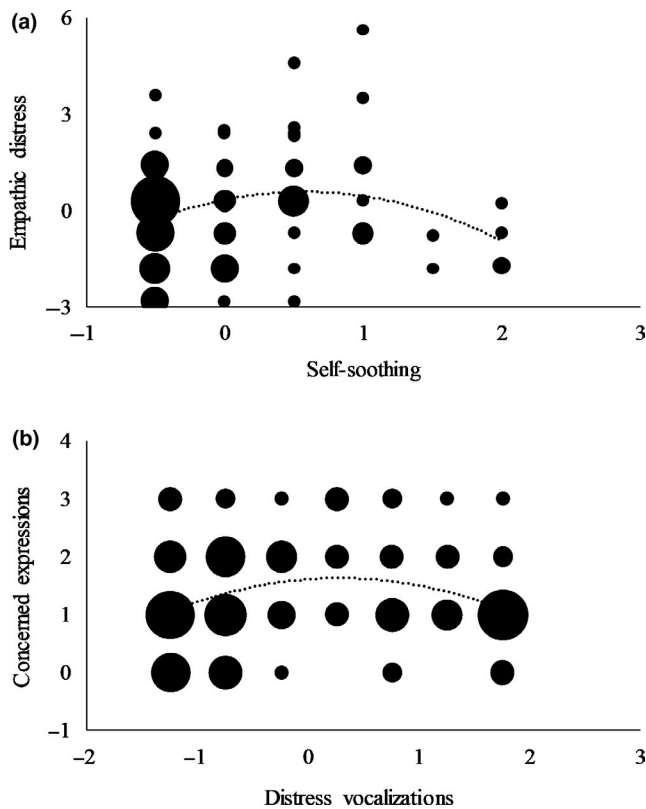 (a)
6
3
0
−3
Empathic distress
−1 0 1 2 3
Self-soothing
(b)
4
3
2
1
0
−1
Concerned expressions
−2 −1 0 1 2 3
Distress vocalizations